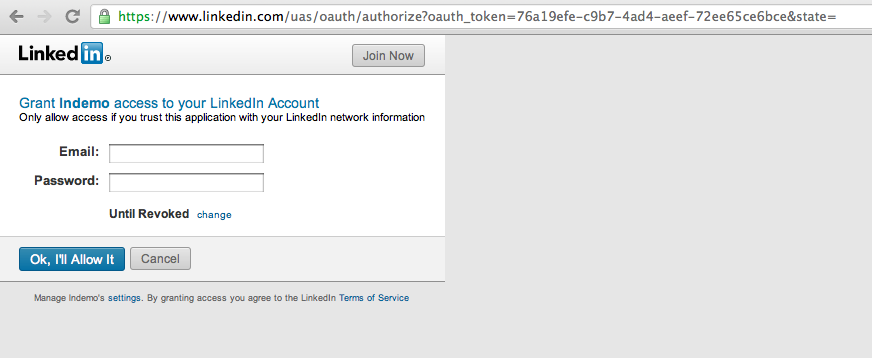 https://www.linkedin.com/uas/oauth/authorize?oauth_token=76a19efe-c9b7-4ad4-aeef-72ee65ce6bce&state=
Linked in ®
Join Now
Grant Indemo access to your LinkedIn Account
Only allow access if you trust this application with your LinkedIn network information
Email:
Password:
Until Revoked change
Ok, I'll Allow It Cancel
Manage Indemo's settings. By granting access you agree to the LinkedIn Terms of Service